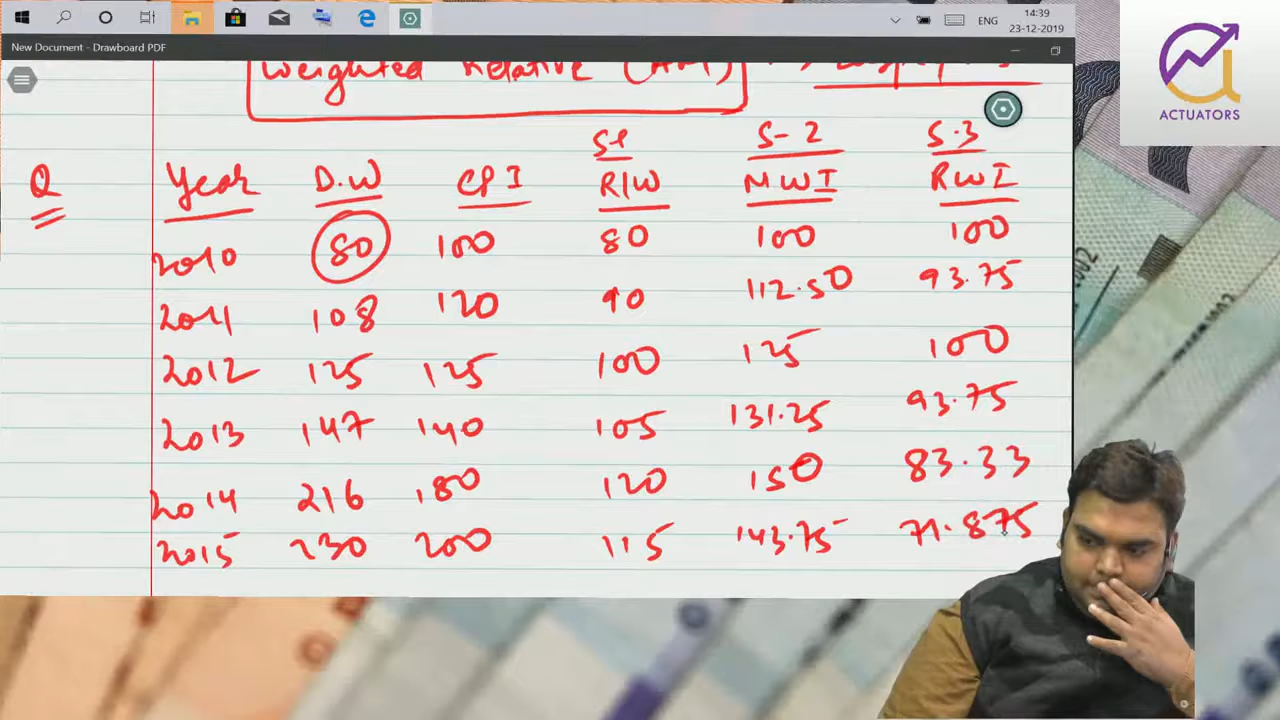 14:39
ENG
23-12-2019
New Document - Drawboard PDF
ACTUATORS
Weighted Relative
S-1 S-2 S-3
Q Year D.W CPI R/W MWI RWI
2010 80 100 80 100 100
2011 108 120 90 112.50 93.75
2012 125 125 100 125 100
2013 147 140 105 131.25 93.75
2014 216 180 120 150 83.33
2015 230 200 115 143.75 71.875